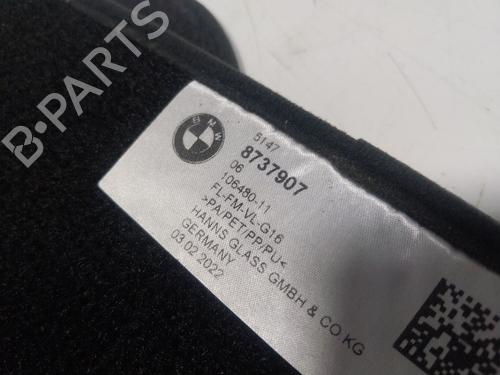 BMW
5147
8737907
06
106480-11
FL-FM-VL-G16
>PA/PET/PP/PU<
HANNS GLASS GMBH & CO KG
GERMANY
03.02.2022
B-PARTS